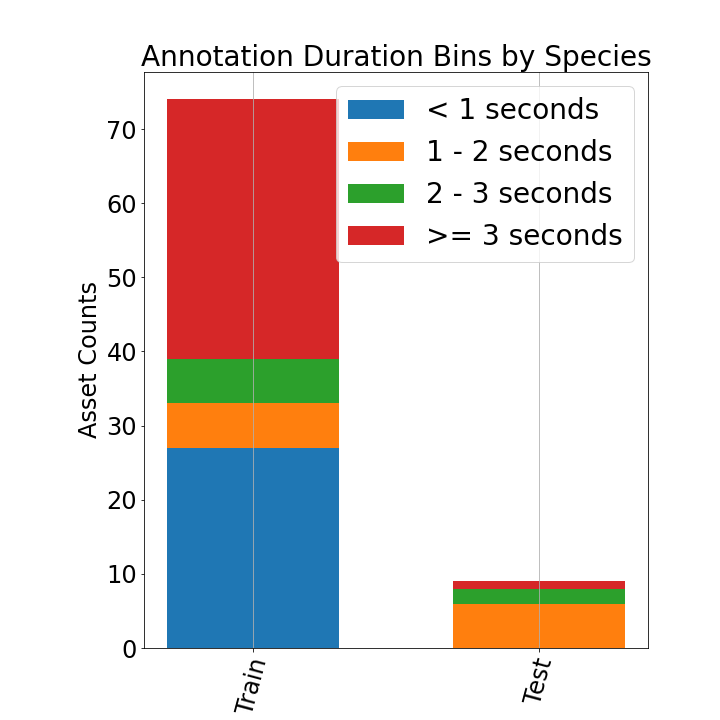 Annotation Duration Bins by Species
< 1 seconds
1 - 2 seconds
2 - 3 seconds
>= 3 seconds
Asset Counts
70
60
50
40
30
20
10
0
Train
Test